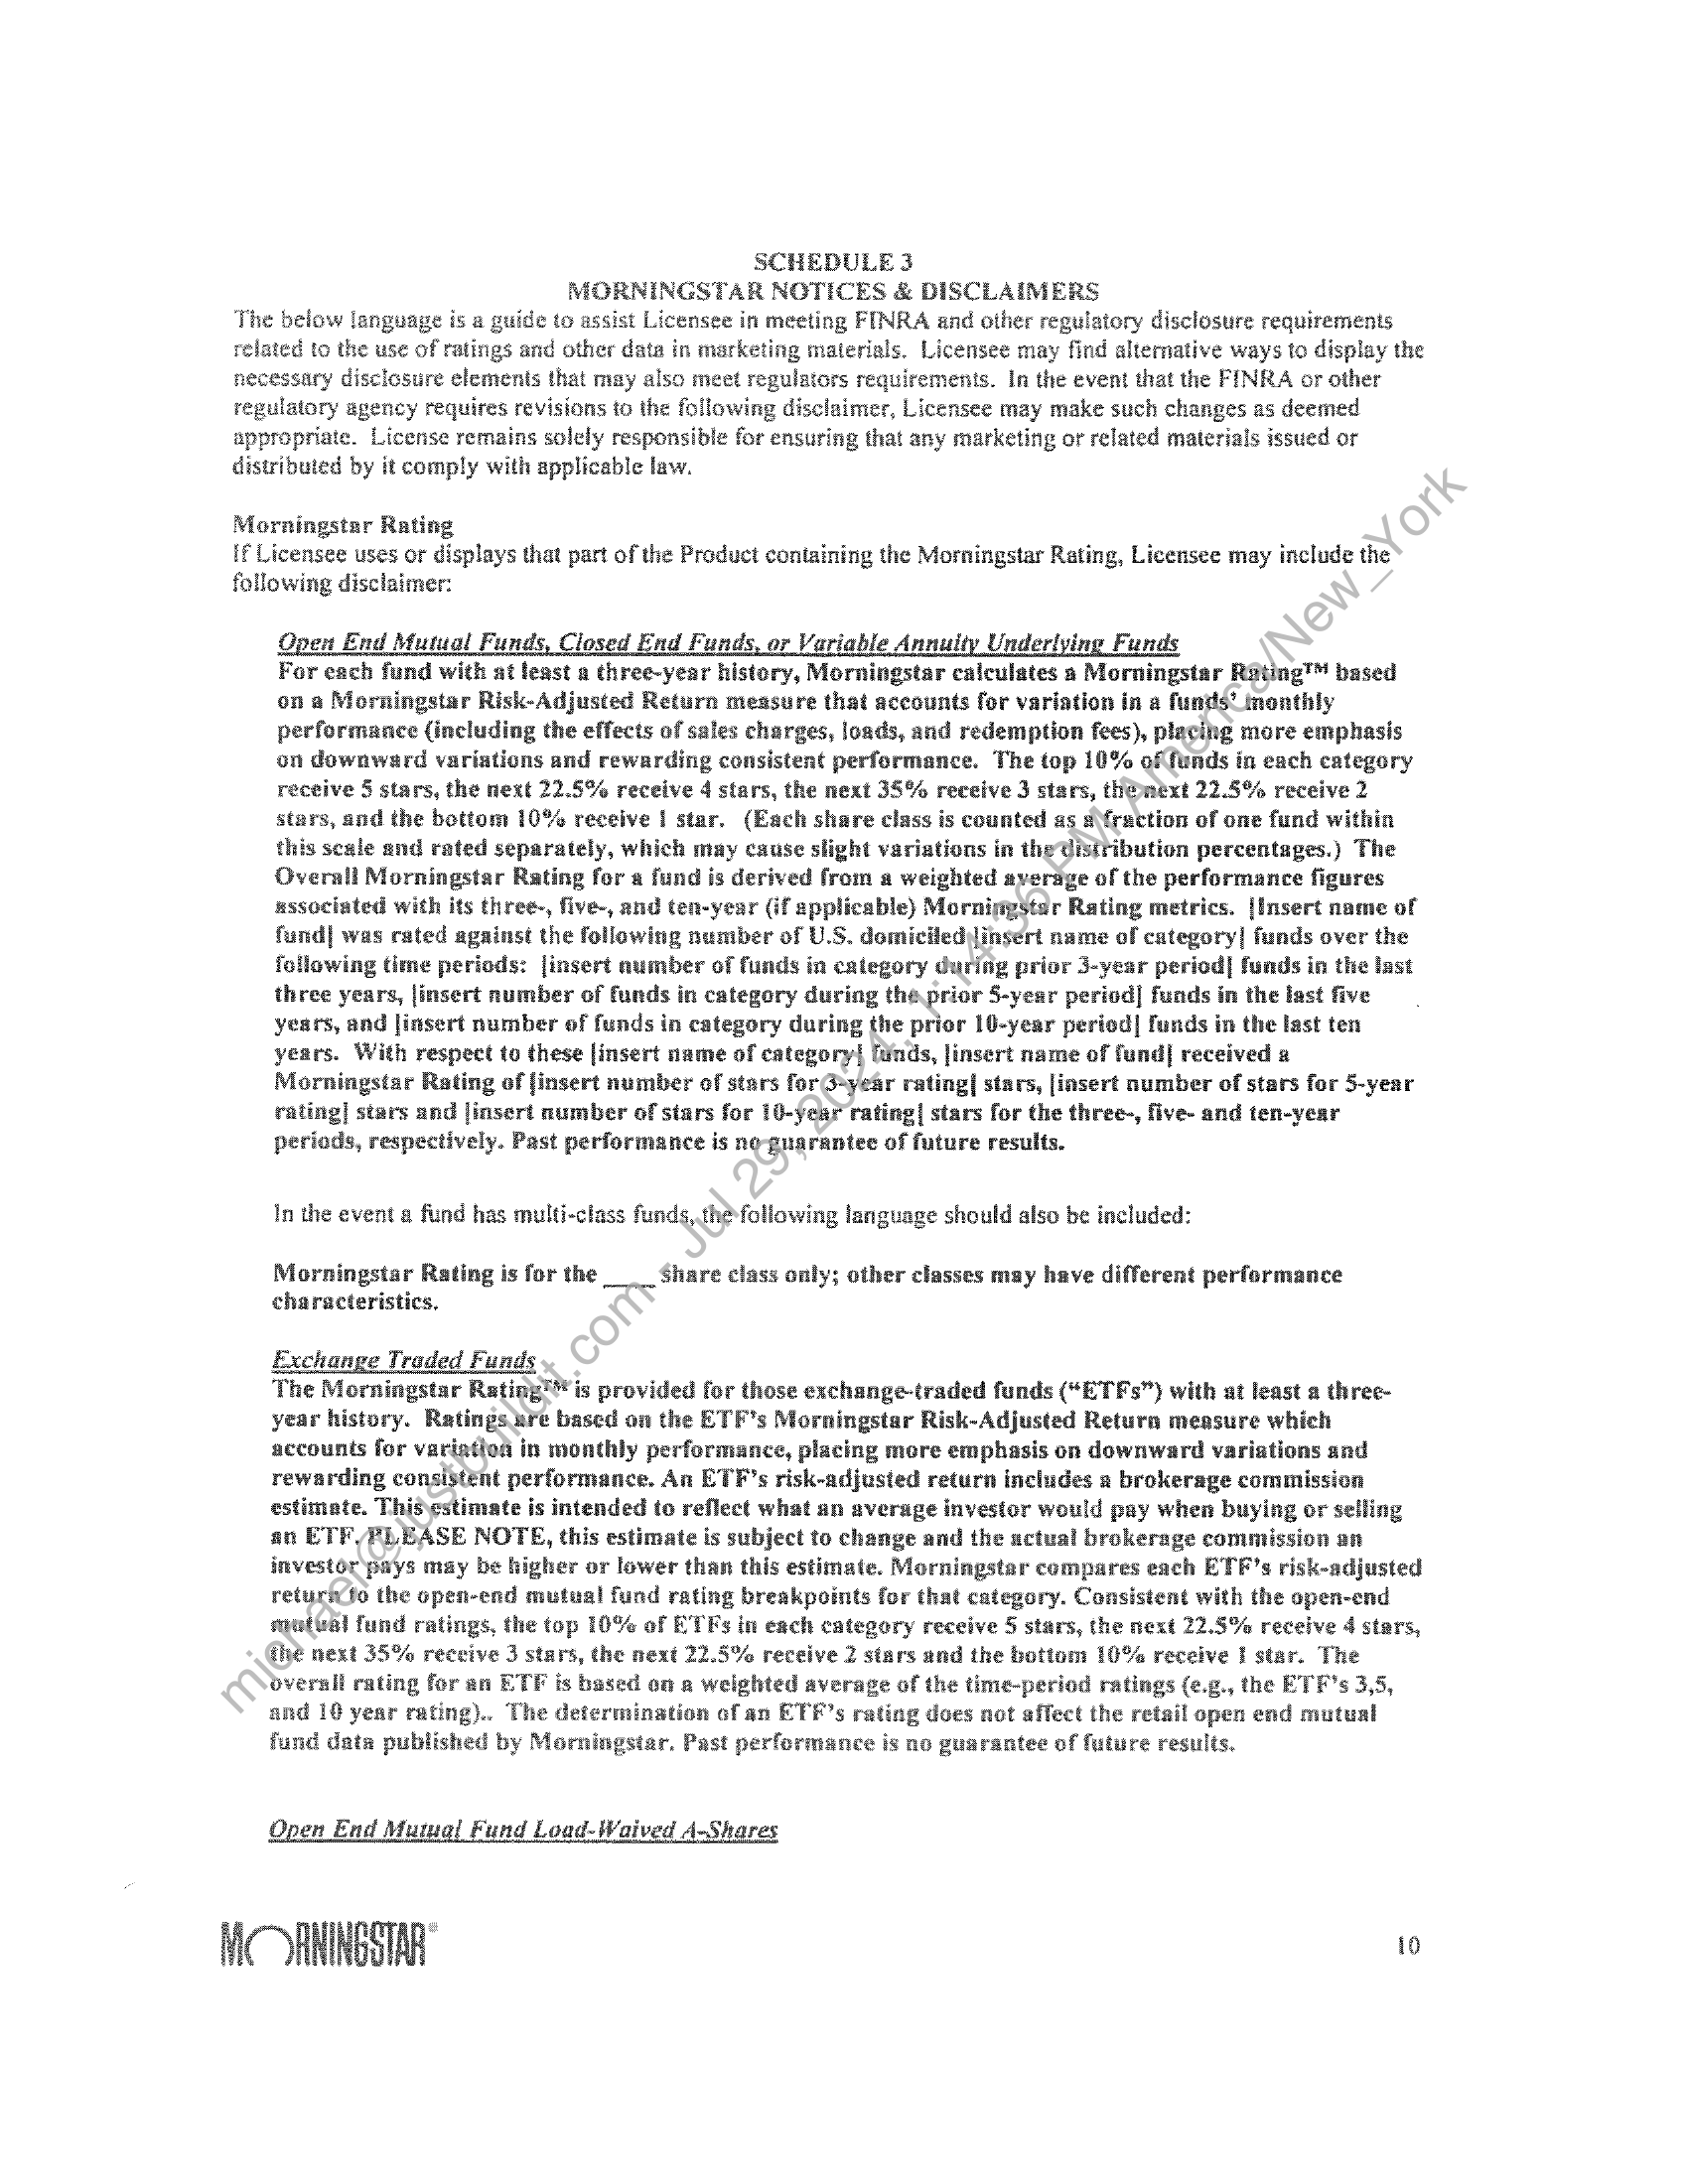 SCHEDULE 3
MORNINGSTAR NOTICES & DISCLAIMERS
The below language is a guide to assist Licensee in meeting FINRA and other regulatory disclosure requirements
related to the use of ratings and other data in marketing materials. Licensee may find alternative ways to display the
necessary disclosure elements that may also meet regulators requirements. In the event that the FINRA or other
regulatory agency requires revisions to the following disclaimer, Licensee may make such changes as deemed
appropriate. License remains solely responsible for ensuring that any marketing or related materials issued or
distributed by it comply with applicable law.
Morningstar Rating
If Licensee uses or displays that part of the Product containing the Morningstar Rating, Licensee may include the
following disclaimer:
Open End Mutual Funds, Closed End Funds, or Variable Annuity Underlying Funds
For each fund with at least a three-year history, Morningstar calculates a Morningstar Rating™ based
on a Morningstar Risk-Adjusted Return measure that accounts for variation in a funds' monthly
performance (including the effects of sales charges, loads, and redemption fees), placing more emphasis
on downward variations and rewarding consistent performance. The top 10% of funds in each category
receive 5 stars, the next 22.5% receive 4 stars, the next 35% receive 3 stars, the next 22.5% receive 2
stars, and the bottom 10% receive 1 star. (Each share class is counted as a fraction of one fund within
this scale and rated separately, which may cause slight variations in the distribution percentages.) The
Overall Morningstar Rating for a fund is derived from a weighted average of the performance figures
associated with its three-, five-, and ten-year (if applicable) Morningstar Rating metrics. [Insert name of
fund] was rated against the following number of U.S. domiciled [insert name of category] funds over the
following time periods: [insert number of funds in category during prior 3-year period] funds in the last
three years, [insert number of funds in category during the prior 5-year period] funds in the last five
years, and [insert number of funds in category during the prior 10-year period] funds in the last ten
years. With respect to these [insert name of category] funds, [insert name of fund] received a
Morningstar Rating of [insert number of stars for 3-year rating] stars, [insert number of stars for 5-year
rating] stars and [insert number of stars for 10-year rating] stars for the three-, five- and ten-year
periods, respectively. Past performance is no guarantee of future results.
In the event a fund has multi-class funds, the following language should also be included:
Morningstar Rating is for the ____ share class only; other classes may have different performance
characteristics.
Exchange Traded Funds
The Morningstar Rating™ is provided for those exchange-traded funds (“ETFs”) with at least a three-
year history. Ratings are based on the ETF's Morningstar Risk-Adjusted Return measure which
accounts for variation in monthly performance, placing more emphasis on downward variations and
rewarding consistent performance. An ETF's risk-adjusted return includes a brokerage commission
estimate. This estimate is intended to reflect what an average investor would pay when buying or selling
an ETF. PLEASE NOTE, this estimate is subject to change and the actual brokerage commission an
investor pays may be higher or lower than this estimate. Morningstar compares each ETF's risk-adjusted
return to the open-end mutual fund rating breakpoints for that category. Consistent with the open-end
mutual fund ratings, the top 10% of ETFs in each category receive 5 stars, the next 22.5% receive 4 stars,
the next 35% receive 3 stars, the next 22.5% receive 2 stars and the bottom 10% receive 1 star. The
overall rating for an ETF is based on a weighted average of the time-period ratings (e.g., the ETF's 3,5,
and 10 year rating).. The determination of an ETF's rating does not affect the retail open end mutual
fund data published by Morningstar. Past performance is no guarantee of future results.
Open End Mutual Fund Load-Waived A-Shares
MORNINGSTAR®
10
michael@justbuildit.com - Jul 29, 2024, 1:14:36 PM America/New_York